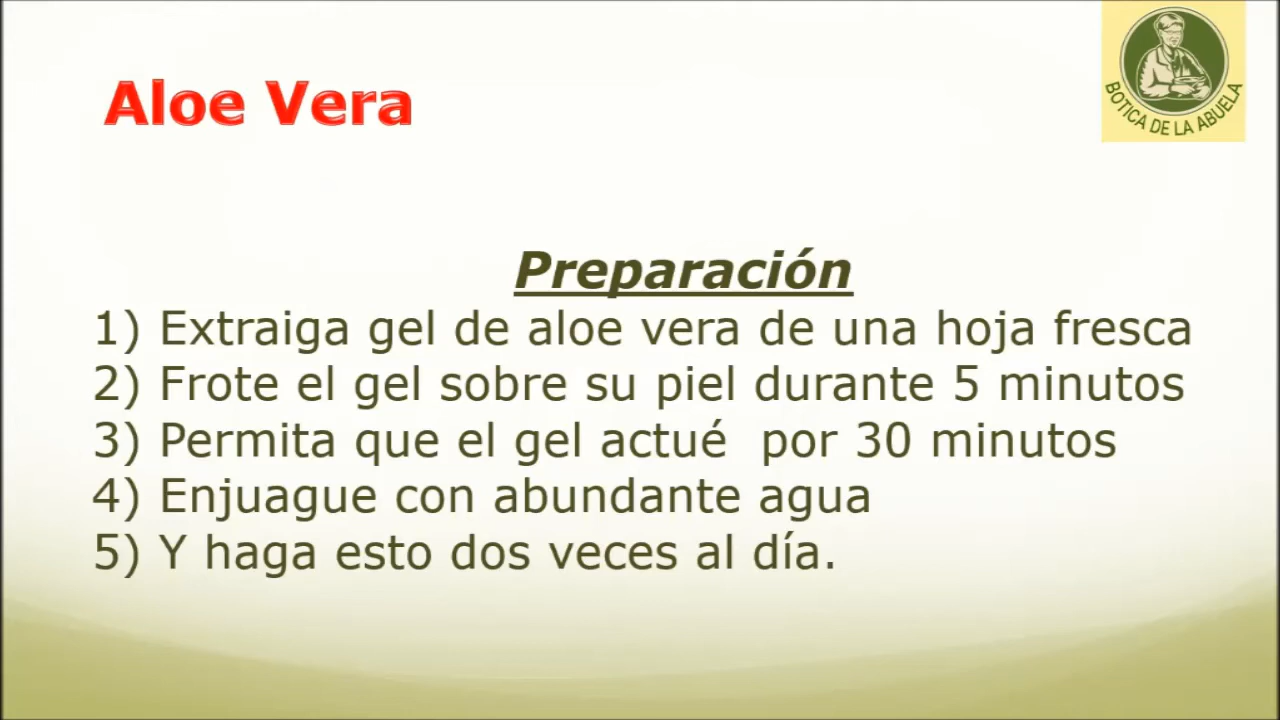 BOTICA DE LA ABUELA
Aloe Vera
Preparación
1) Extraiga gel de aloe vera de una hoja fresca
2) Frote el gel sobre su piel durante 5 minutos
3) Permita que el gel actué  por 30 minutos
4) Enjuague con abundante agua
5) Y haga esto dos veces al día.